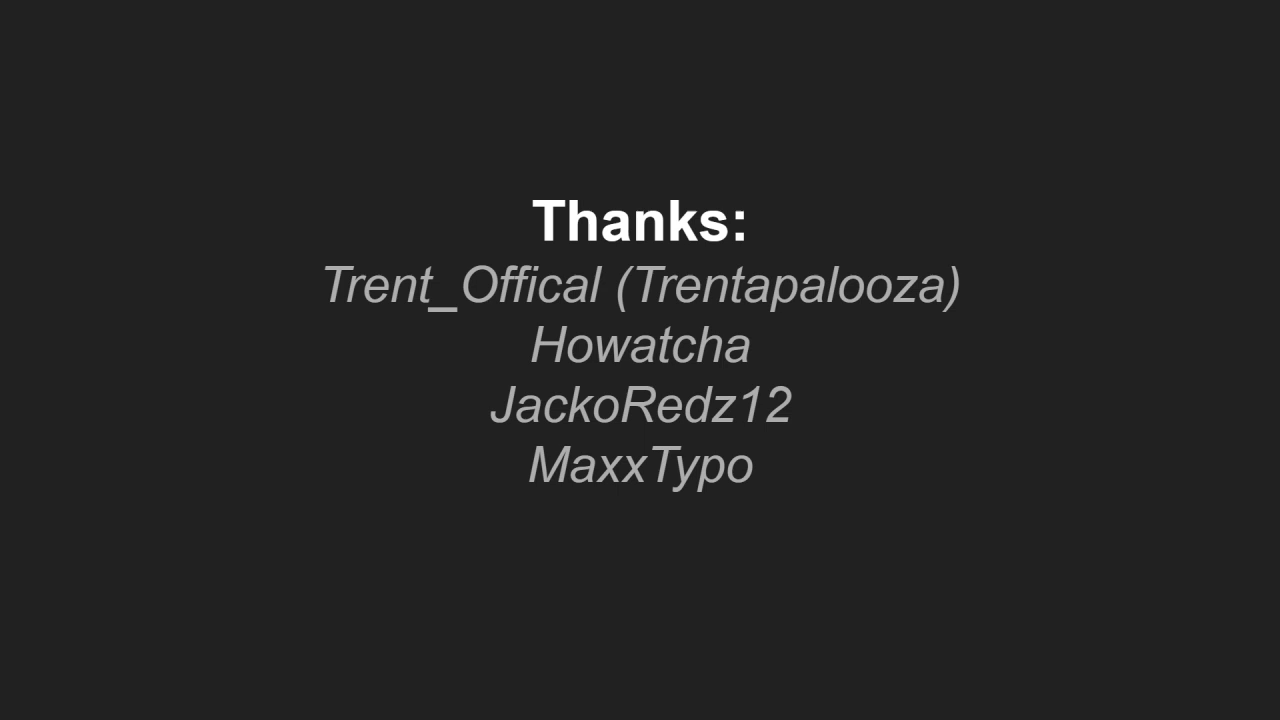 Thanks:
Trent_Offical (Trentapalooza)
Howatcha
JackoRedz12
MaxxTypo